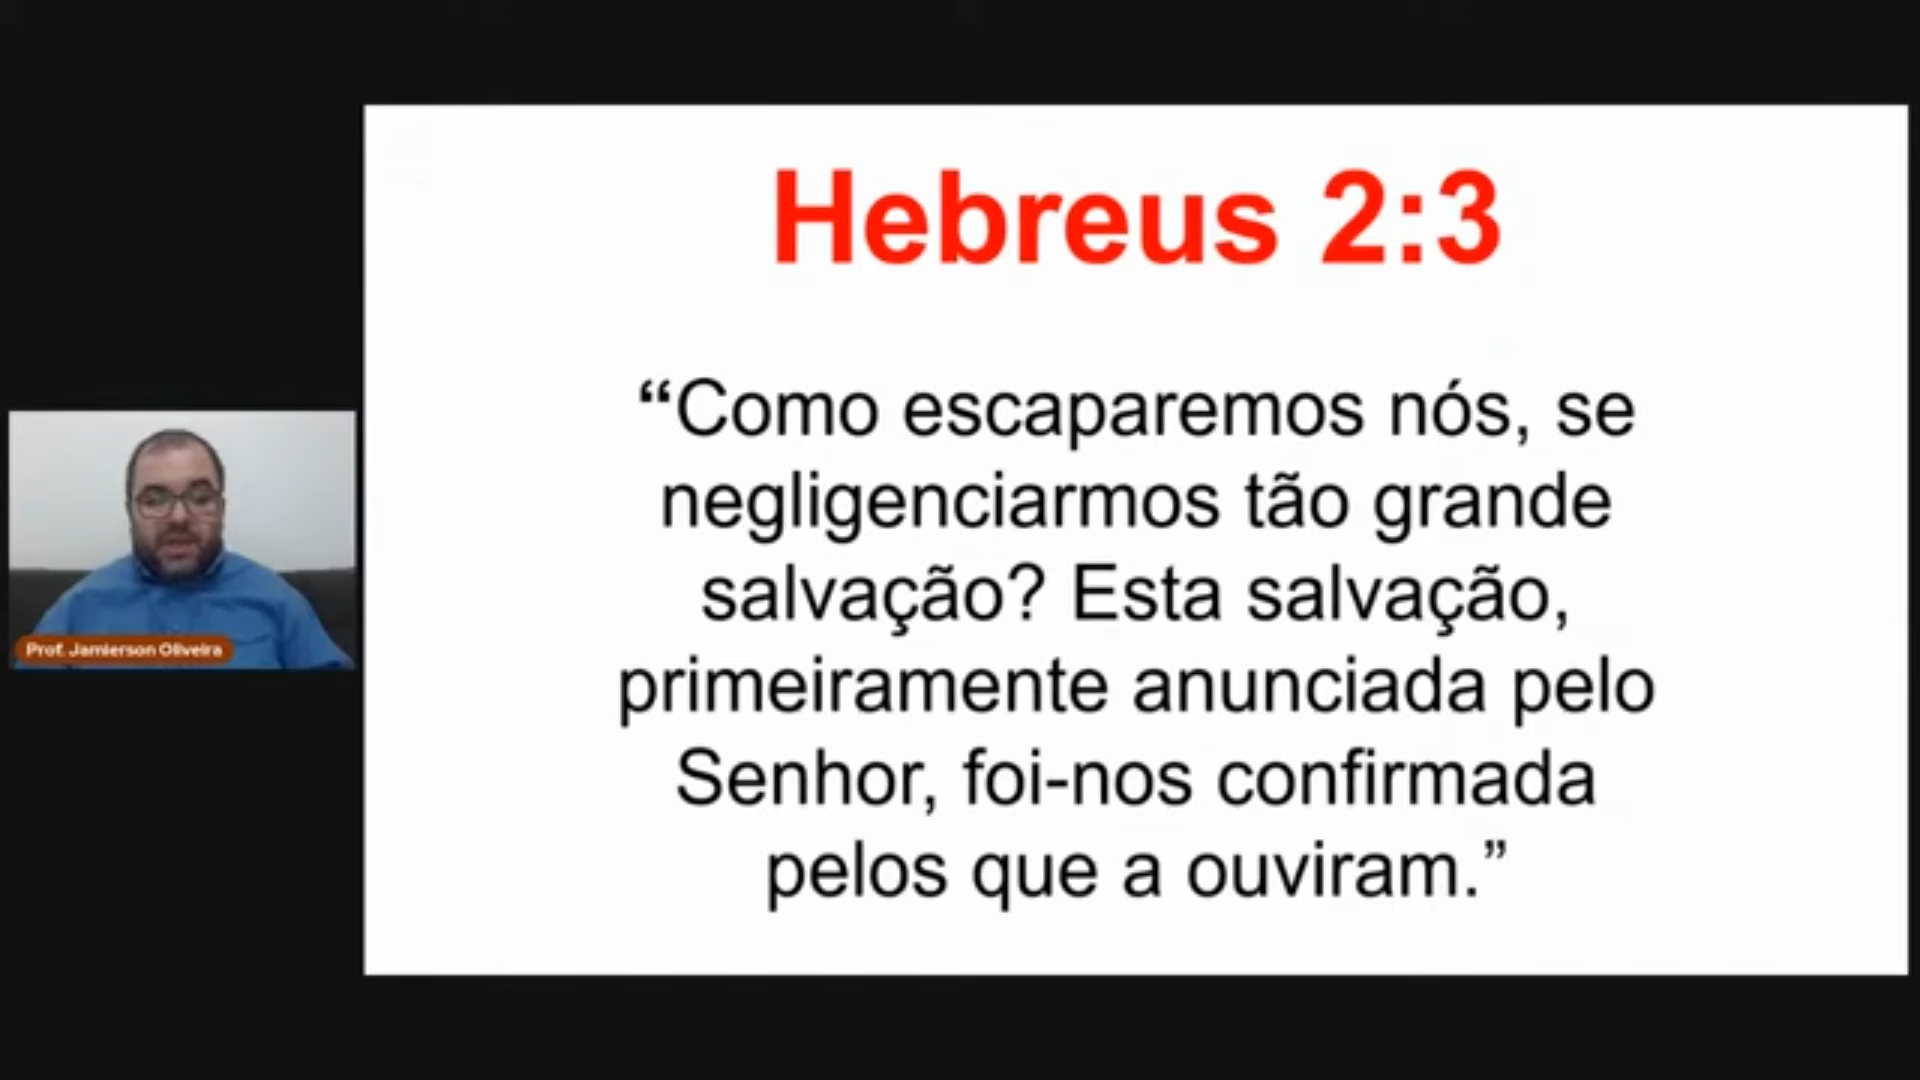 Hebreus 2:3
“Como escaparemos nós, se
negligenciarmos tão grande
salvação? Esta salvação,
primeiramente anunciada pelo
Senhor, foi-nos confirmada
pelos que a ouviram.”
Prof. Jamierson Oliveira